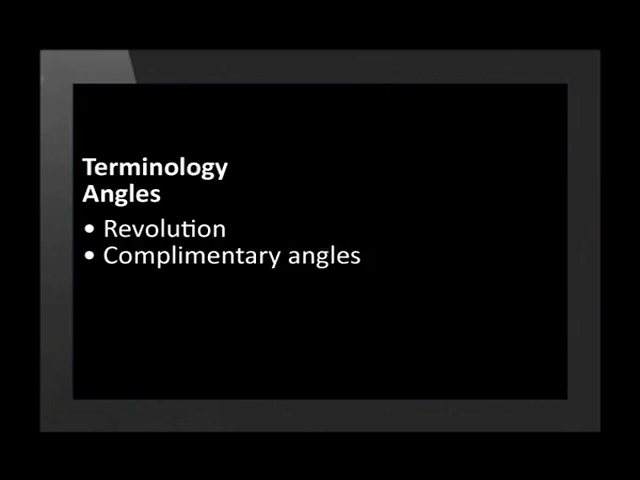 Terminology
Angles
• Revolution
• Complimentary angles